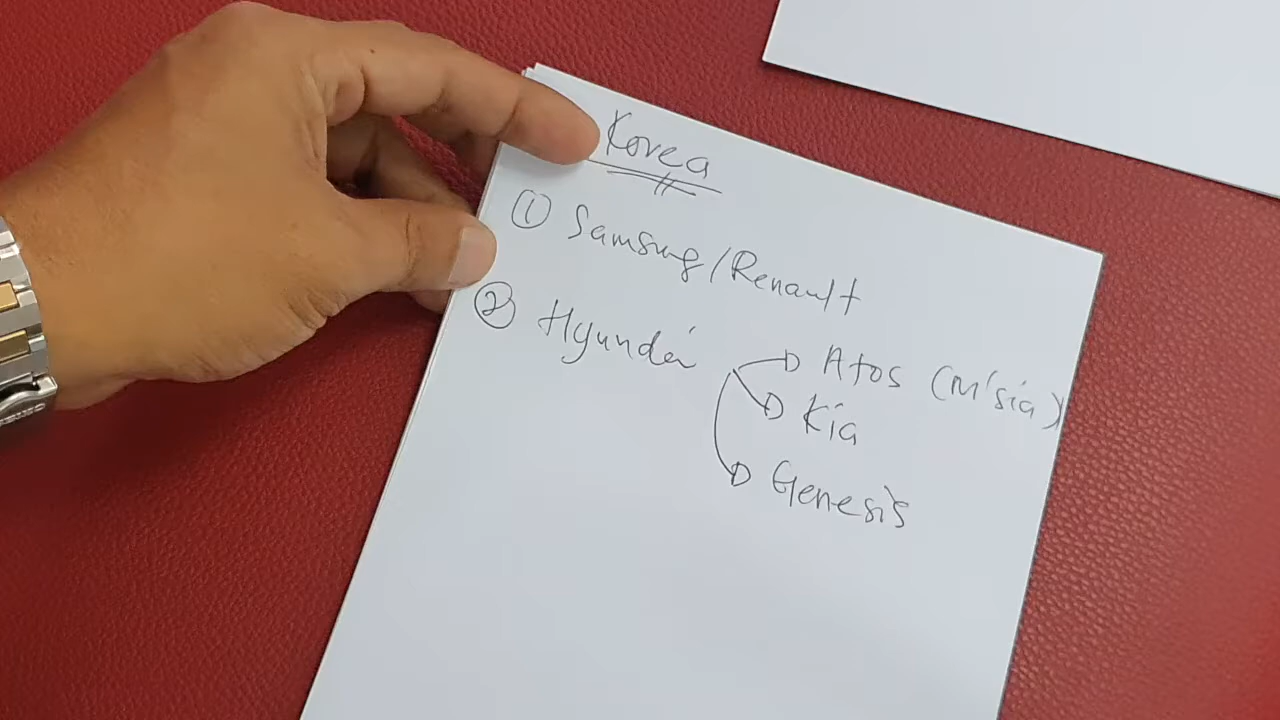 Korea
① Samsung/Renault
② Hyundai
Atos (M'sia)
Kia
Genesis